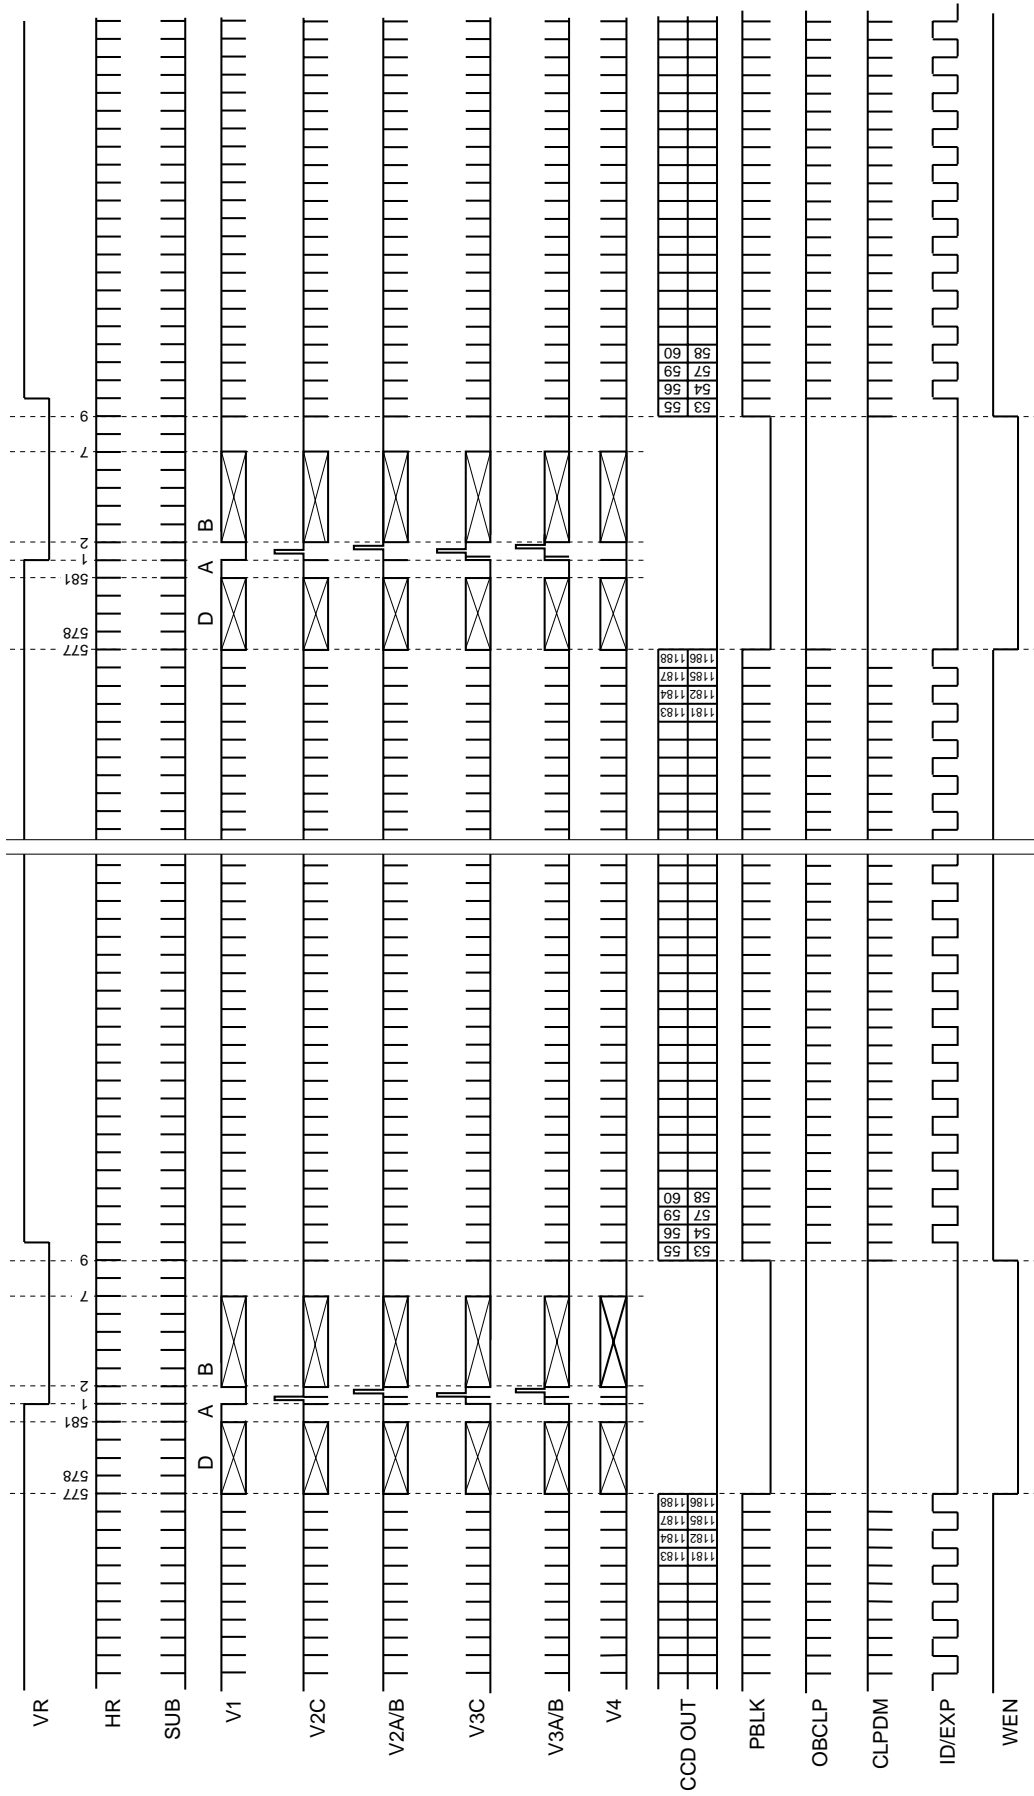 VR
577 578 581 1 2 7 9 577 578 581 1 2 7 9
HR
SUB
D A B D A B
V1
V2C
V2A/B
V3C
V3A/B
V4
1183 1184 1187 1188 55 56 59 60 1183 1184 1187 1188 55 56 59 60
CCD OUT
1181 1182 1185 1186 53 54 57 58 1181 1182 1185 1186 53 54 57 58
PBLK
OBCLP
CLPDM
ID/EXP
WEN